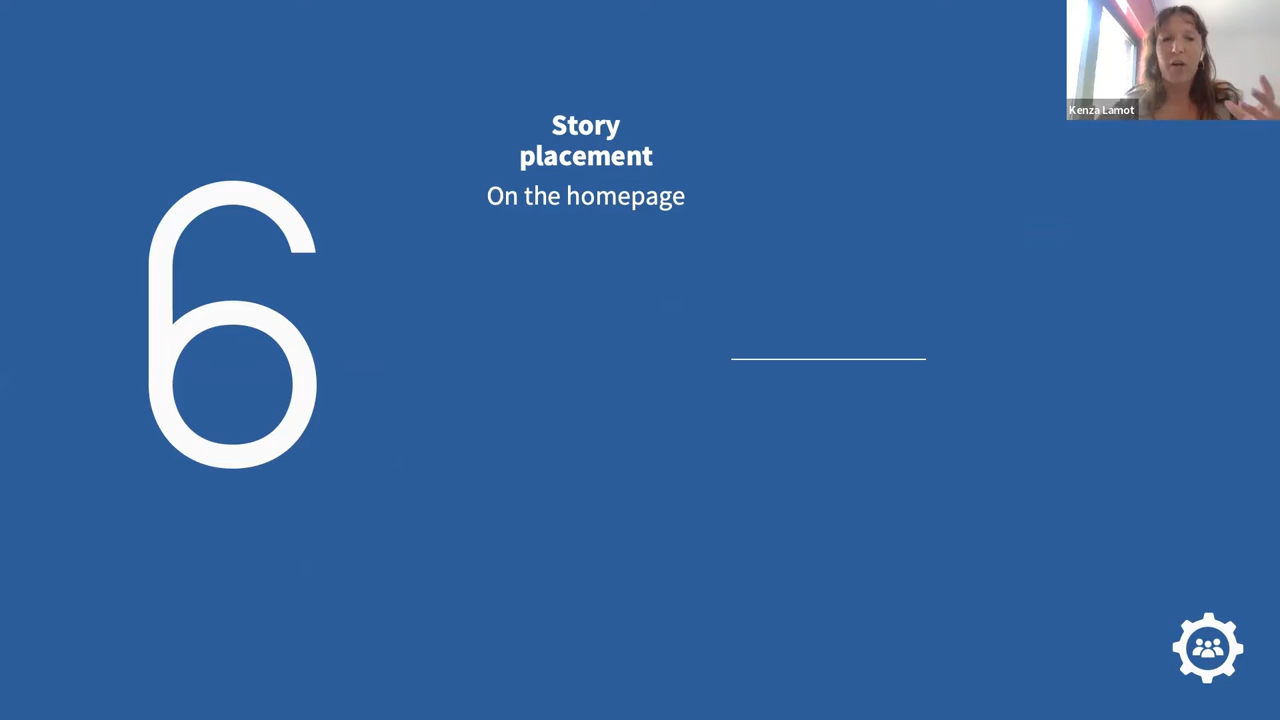 6
Story
placement
On the homepage
Kenza Lamot